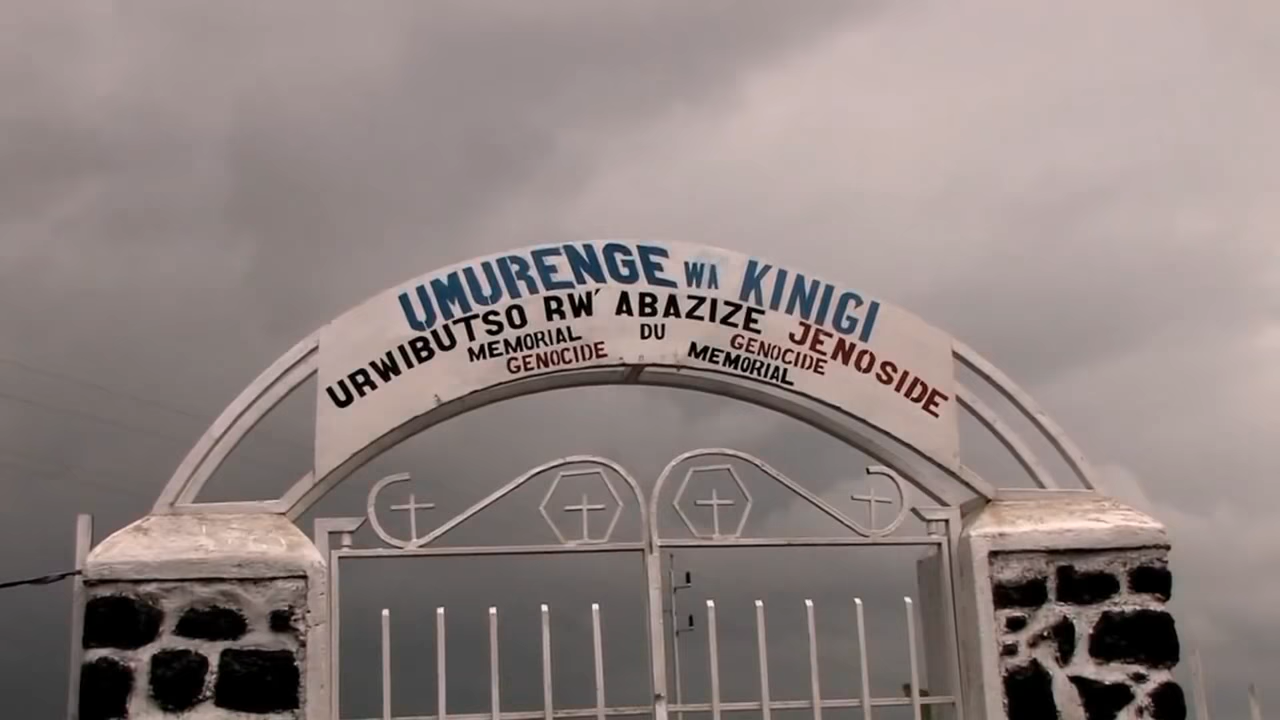 UMURENGE WA KINIGI
URWIBUTSO RW' ABAZIZE JENOSIDE
MEMORIAL DU GENOCIDE
GENOCIDE MEMORIAL